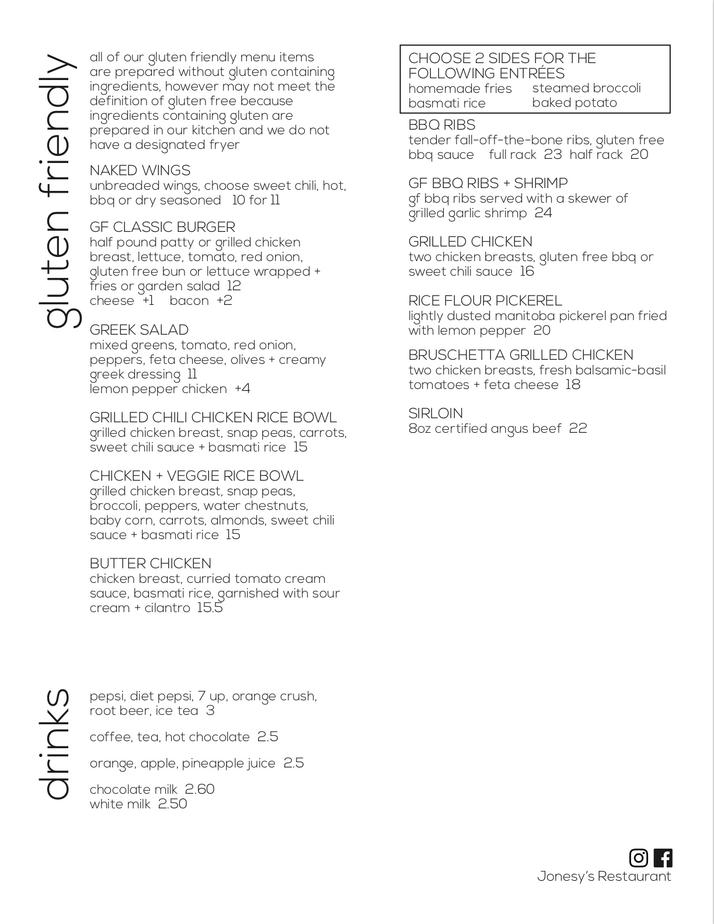 gluten friendly
all of our gluten friendly menu items
are prepared without gluten containing
ingredients, however may not meet the
definition of gluten free because
ingredients containing gluten are
prepared in our kitchen and we do not
have a designated fryer
NAKED WINGS
unbreaded wings, choose sweet chili, hot,
bbq or dry seasoned 10 for 11
GF CLASSIC BURGER
half pound patty or grilled chicken
breast, lettuce, tomato, red onion,
gluten free bun or lettuce wrapped +
fries or garden salad 12
cheese +1 bacon +2
GREEK SALAD
mixed greens, tomato, red onion,
peppers, feta cheese, olives + creamy
greek dressing 11
lemon pepper chicken +4
GRILLED CHILI CHICKEN RICE BOWL
grilled chicken breast, snap peas, carrots,
sweet chili sauce + basmati rice 15
CHICKEN + VEGGIE RICE BOWL
grilled chicken breast, snap peas,
broccoli, peppers, water chestnuts,
baby corn, carrots, almonds, sweet chili
sauce + basmati rice 15
BUTTER CHICKEN
chicken breast, curried tomato cream
sauce, basmati rice, garnished with sour
cream + cilantro 15.5
CHOOSE 2 SIDES FOR THE
FOLLOWING ENTRÉES
homemade fries steamed broccoli
basmati rice baked potato
BBQ RIBS
tender fall-off-the-bone ribs, gluten free
bbq sauce full rack 23 half rack 20
GF BBQ RIBS + SHRIMP
gf bbq ribs served with a skewer of
grilled garlic shrimp 24
GRILLED CHICKEN
two chicken breasts, gluten free bbq or
sweet chili sauce 16
RICE FLOUR PICKEREL
lightly dusted manitoba pickerel pan fried
with lemon pepper 20
BRUSCHETTA GRILLED CHICKEN
two chicken breasts, fresh balsamic-basil
tomatoes + feta cheese 18
SIRLOIN
8oz certified angus beef 22
drinks
pepsi, diet pepsi, 7 up, orange crush,
root beer, ice tea 3
coffee, tea, hot chocolate 2.5
orange, apple, pineapple juice 2.5
chocolate milk 2.60
white milk 2.50
Jonesy's Restaurant